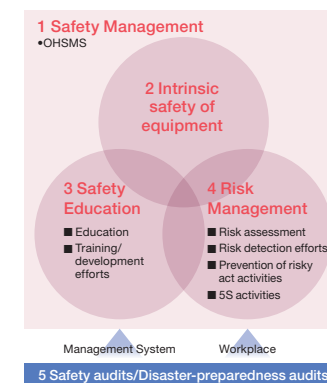 1 Safety Management
•OHSMS
2 Intrinsic
safety of
equipment
3 Safety
Education
■ Education
■ Training/
development
efforts
4 Risk
Management
■ Risk assessment
■ Risk detection efforts
■ Prevention of risky
act activities
■ 5S activities
Management System
Workplace
5 Safety audits/Disaster-preparedness audits